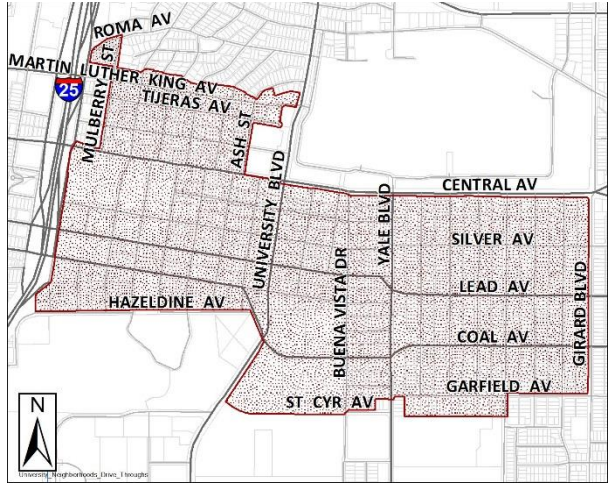 ROMA AV
MARTIN LUTHER KING AV
25
MULBERRY ST
TIJERAS AV
ASH ST
UNIVERSITY BLVD
CENTRAL AV
YALE BLVD
SILVER AV
BUENA VISTA DR
LEAD AV
GIRARD BLVD
HAZELDINE AV
COAL AV
GARFIELD AV
ST CYR AV
N
University_Neighborhoods_Drive_Throughs